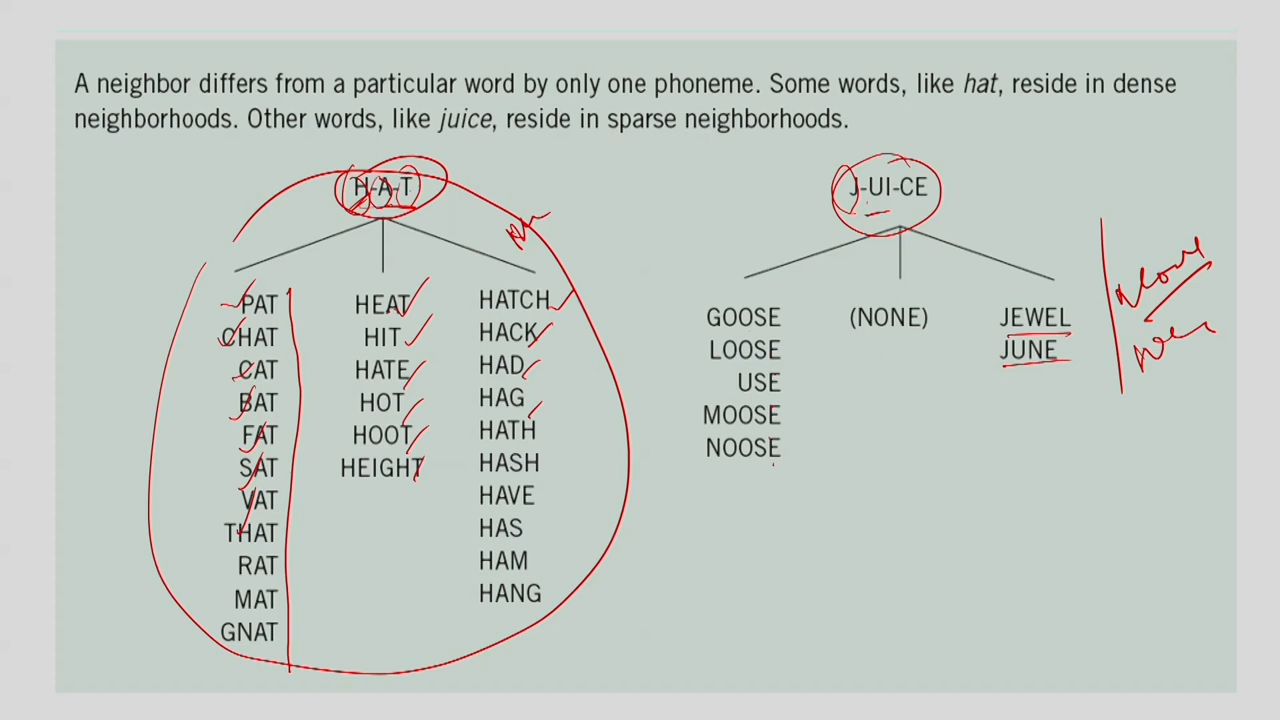 A neighbor differs from a particular word by only one phoneme. Some words, like hat, reside in dense
neighborhoods. Other words, like juice, reside in sparse neighborhoods.
H-A-T
PAT
CHAT
CAT
BAT
FAT
SAT
VAT
THAT
RAT
MAT
GNAT
HEAT
HIT
HATE
HOT
HOOT
HEIGHT
HATCH
HACK
HAD
HAG
HATH
HASH
HAVE
HAS
HAM
HANG
J-UI-CE
GOOSE
LOOSE
USE
MOOSE
NOOSE
(NONE)
JEWEL
JUNE